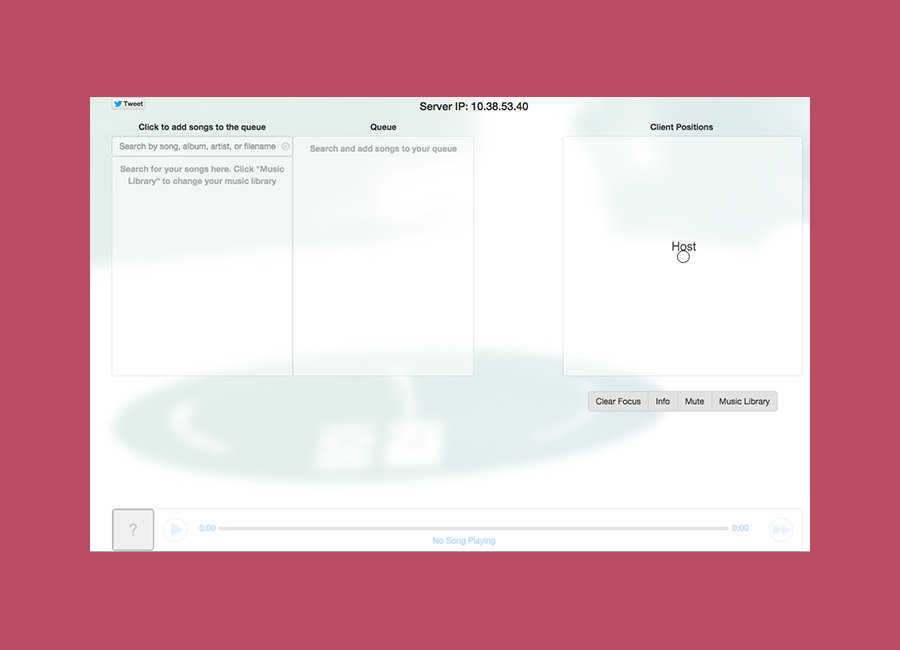 Tweet
Server IP: 10.38.53.40
Click to add songs to the queue
Queue
Client Positions
Search by song, album, artist, or filename
Search and add songs to your queue
Search for your songs here. Click "Music
Library" to change your music library
Host
Clear Focus
Info
Mute
Music Library
?
0:00
0:00
No Song Playing